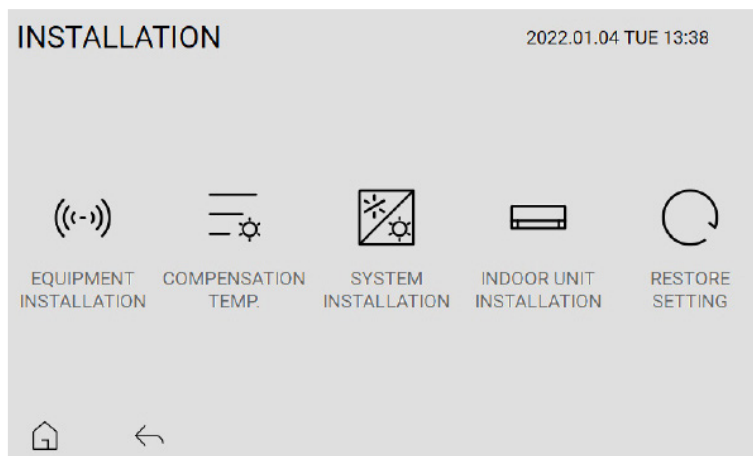 INSTALLATION
2022.01.04 TUE 13:38
EQUIPMENT
INSTALLATION
COMPENSATION
TEMP.
SYSTEM
INSTALLATION
INDOOR UNIT
INSTALLATION
RESTORE
SETTING